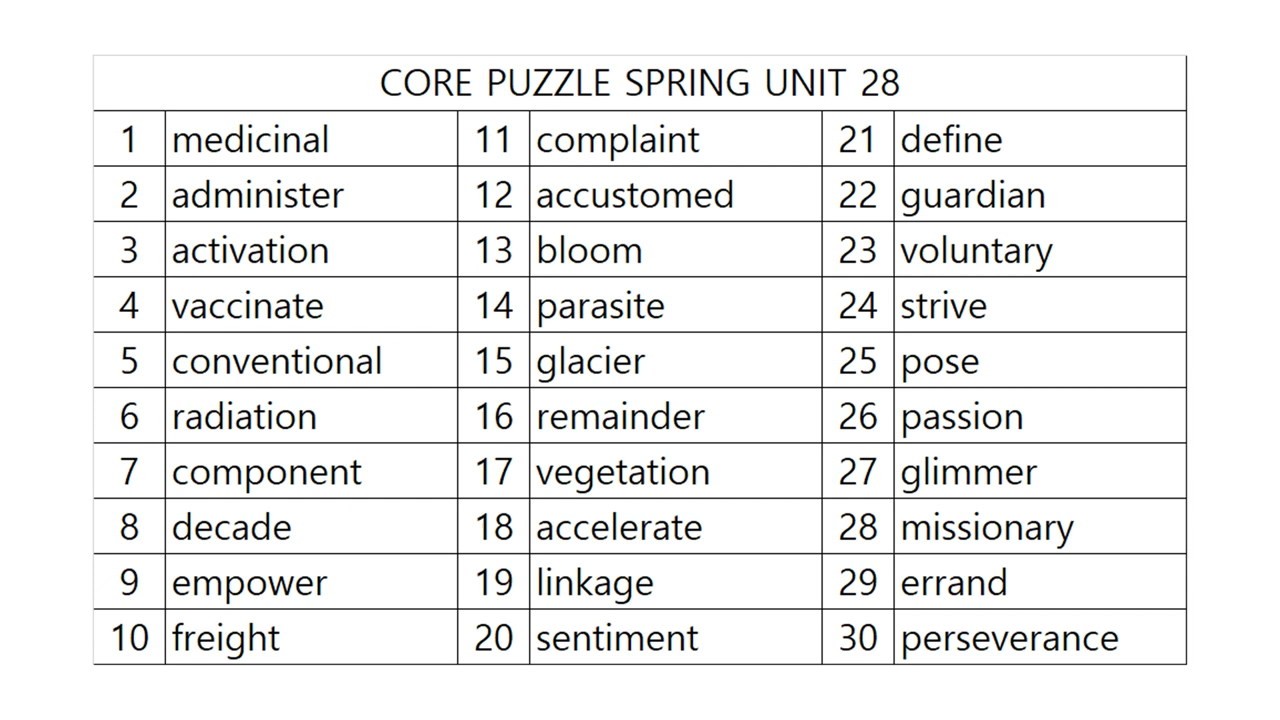 CORE PUZZLE SPRING UNIT 28
1 medicinal 11 complaint 21 define
2 administer 12 accustomed 22 guardian
3 activation 13 bloom 23 voluntary
4 vaccinate 14 parasite 24 strive
5 conventional 15 glacier 25 pose
6 radiation 16 remainder 26 passion
7 component 17 vegetation 27 glimmer
8 decade 18 accelerate 28 missionary
9 empower 19 linkage 29 errand
10 freight 20 sentiment 30 perseverance